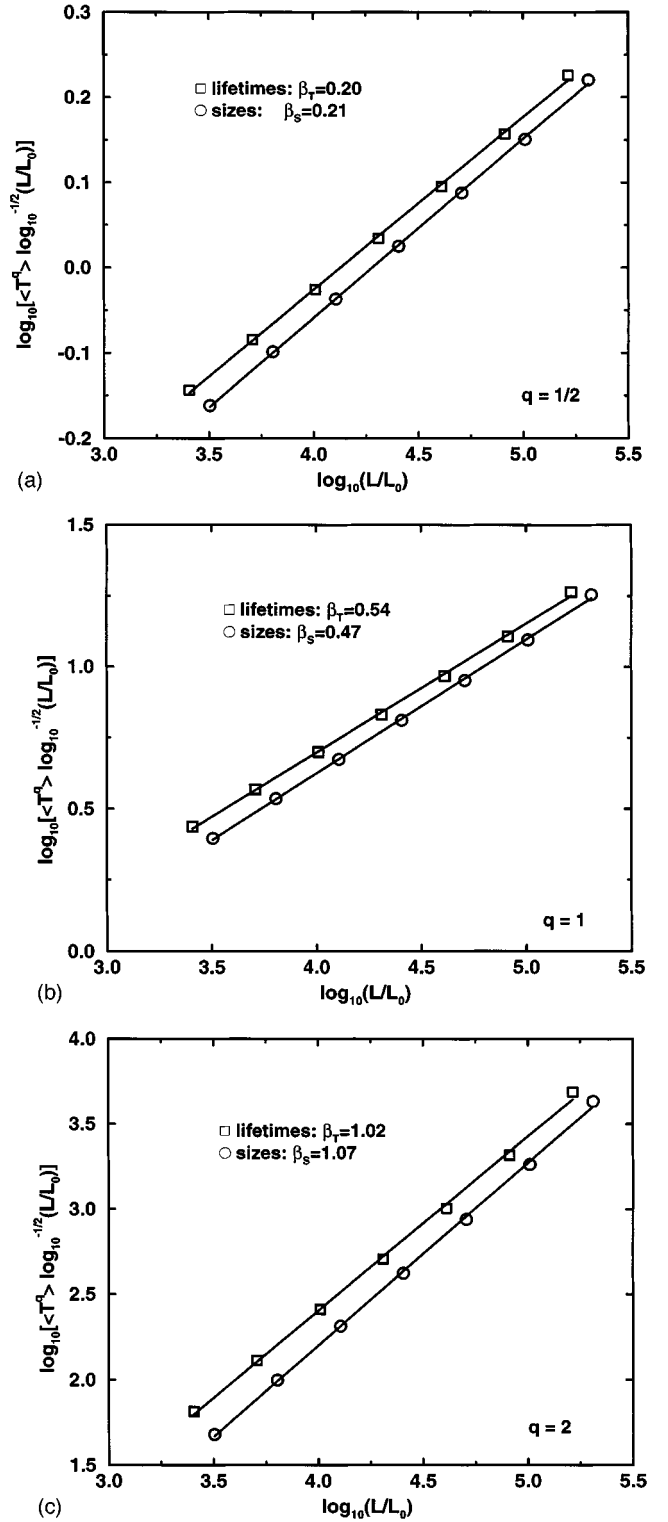 0.3
0.2
0.1
0.0
-0.1
-0.2
log₁₀[<T^q> log₁₀^-1/2(L/L₀)]
lifetimes: β_T=0.20
sizes: β_S=0.21
q = 1/2
3.0 3.5 4.0 4.5 5.0 5.5
(a) log₁₀(L/L₀)
1.5
1.0
0.5
0.0
log₁₀[<T^q> log₁₀^-1/2(L/L₀)]
lifetimes: β_T=0.54
sizes: β_S=0.47
q = 1
3.0 3.5 4.0 4.5 5.0 5.5
(b) log₁₀(L/L₀)
4.0
3.5
3.0
2.5
2.0
1.5
log₁₀[<T^q> log₁₀^-1/2(L/L₀)]
lifetimes: β_T=1.02
sizes: β_S=1.07
q = 2
3.0 3.5 4.0 4.5 5.0 5.5
(c) log₁₀(L/L₀)